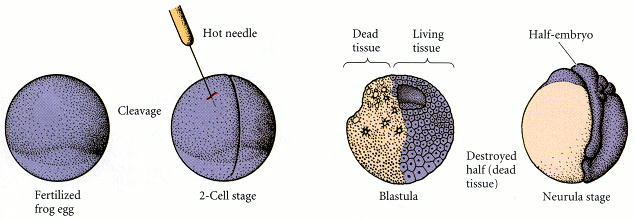 Hot needle
Cleavage
Fertilized
frog egg
2-Cell stage
Dead
tissue
Living
tissue
Blastula
Half-embryo
Destroyed
half (dead
tissue)
Neurula stage